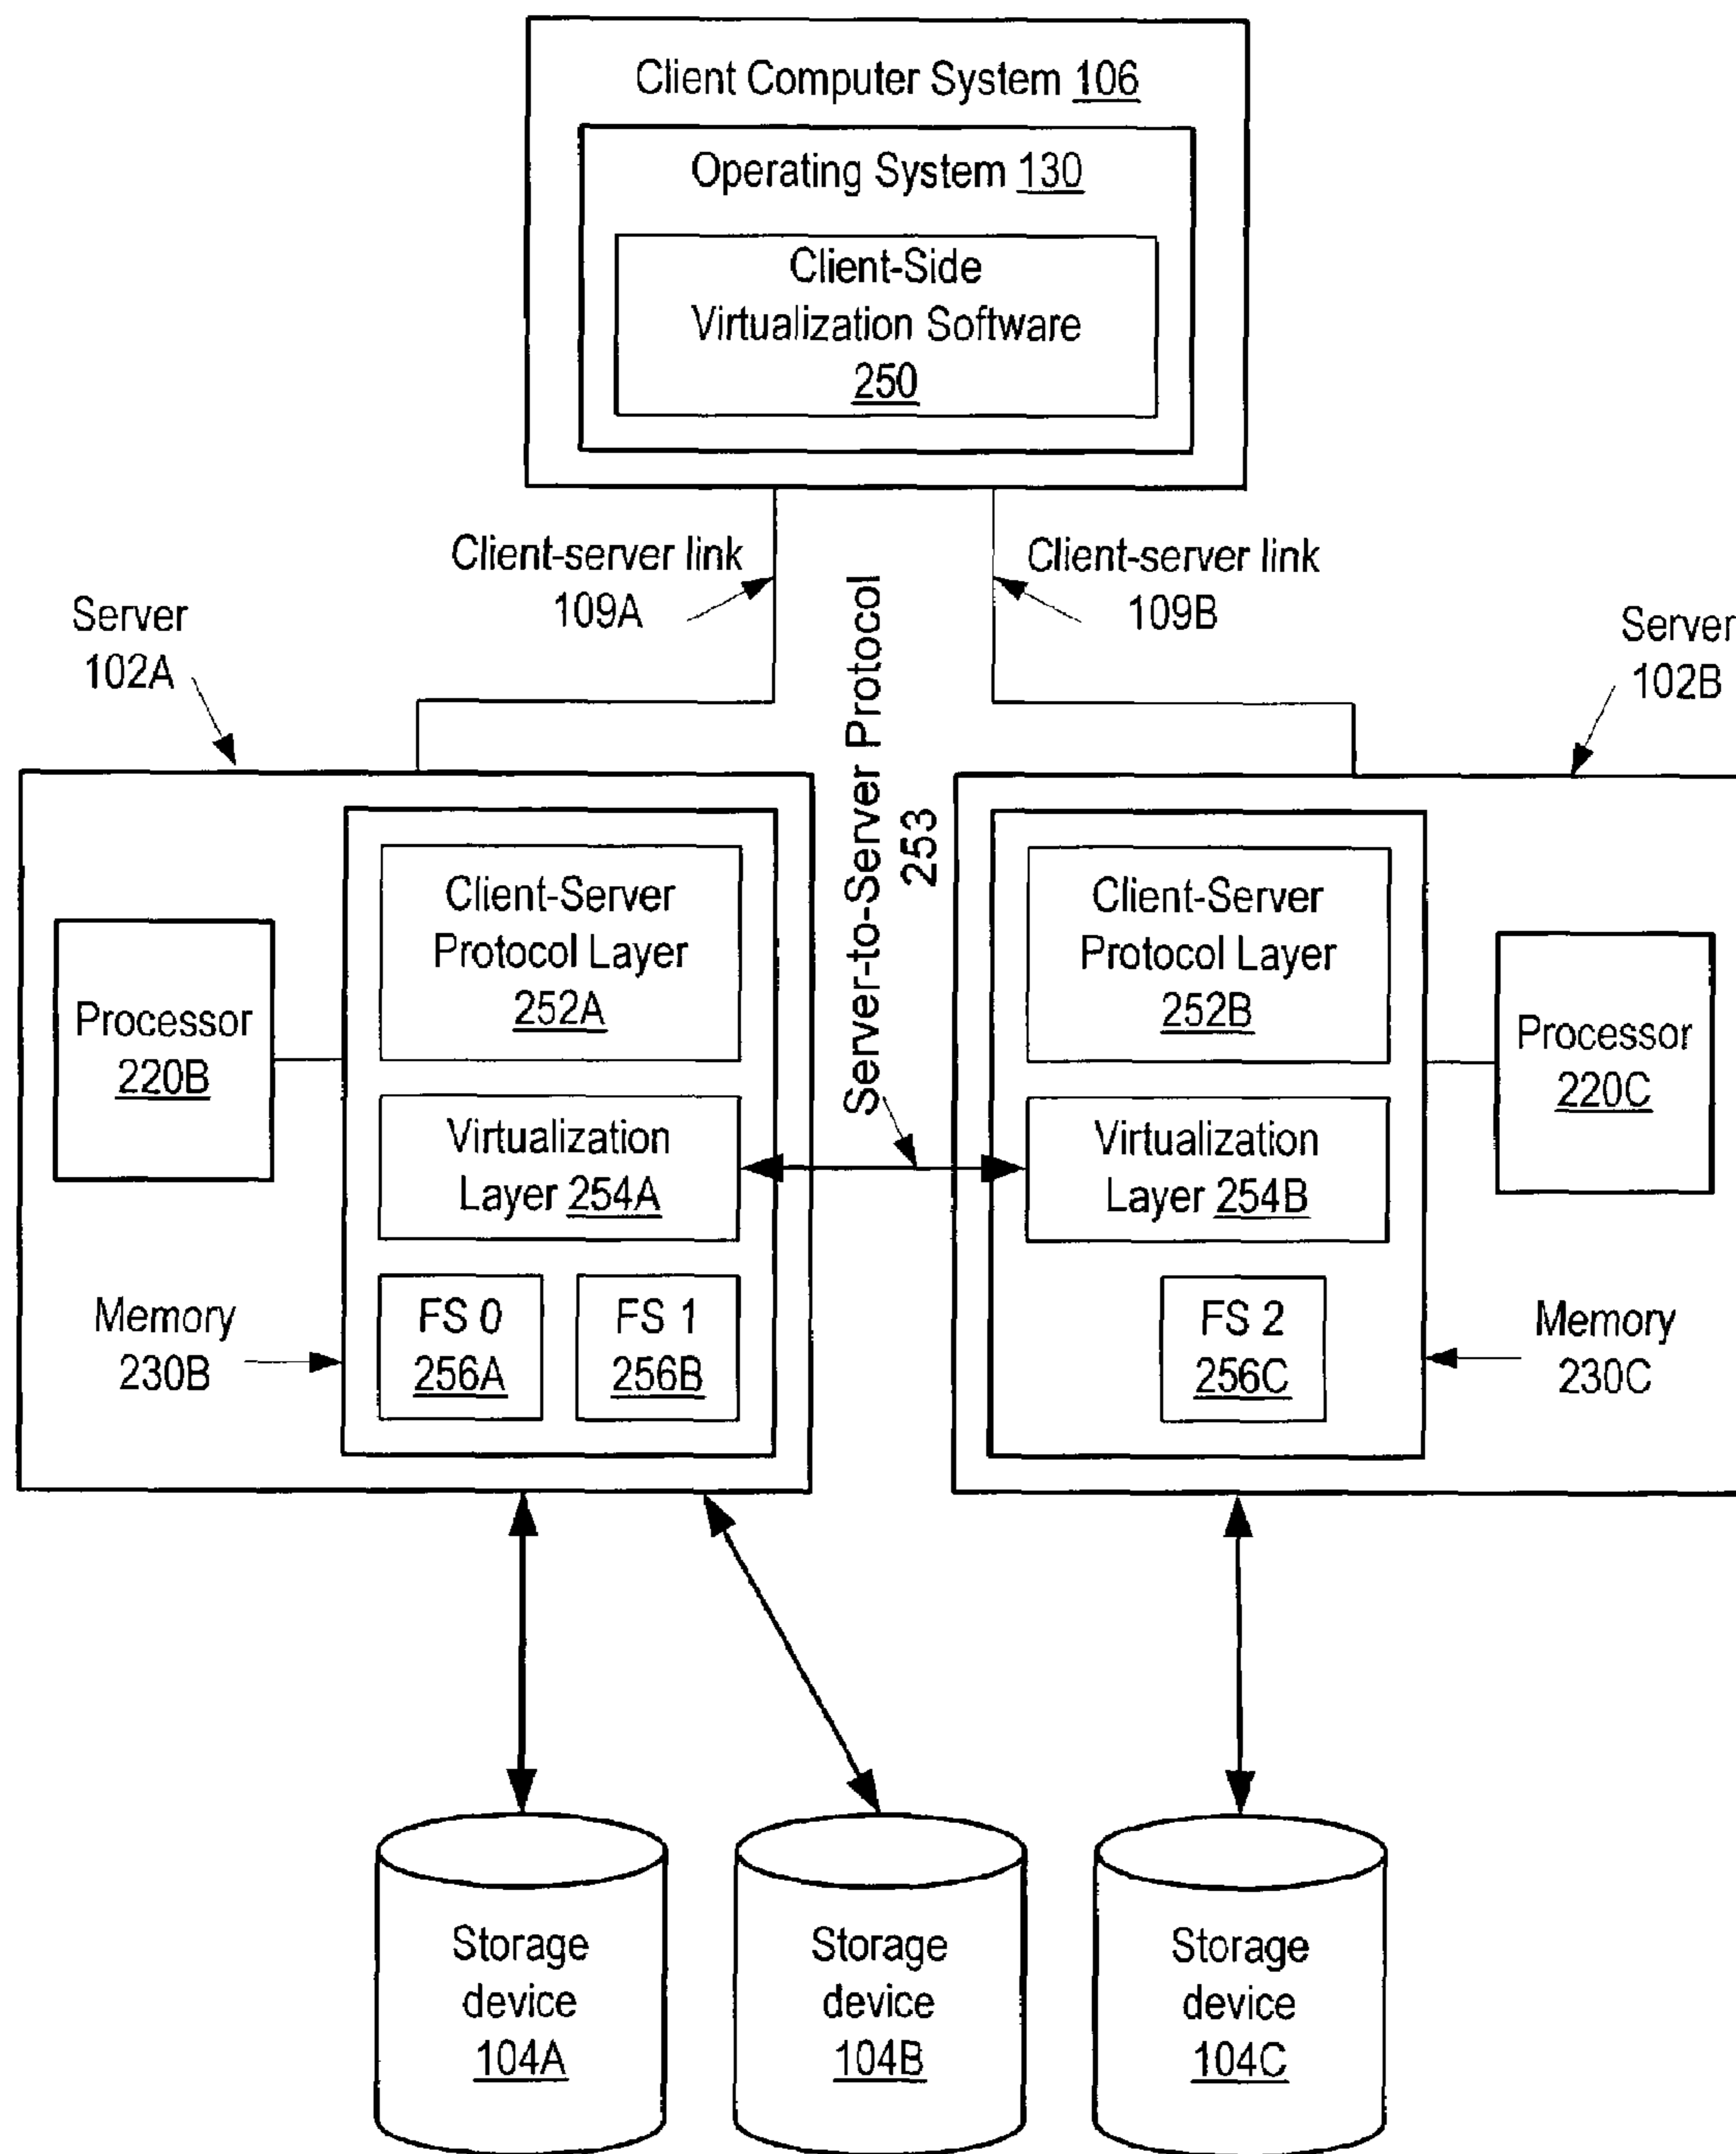 Client Computer System 106
Operating System 130
Client-Side
Virtualization Software
250
Client-server link
109A
Client-server link
109B
Server-to-Server Protocol
253
Server
102A
Server
102B
Client-Server
Protocol Layer
252A
Processor
220B
Virtualization
Layer 254A
Memory
230B
FS 0
256A
FS 1
256B
Client-Server
Protocol Layer
252B
Processor
220C
Virtualization
Layer 254B
FS 2
256C
Memory
230C
Storage
device
104A
Storage
device
104B
Storage
device
104C